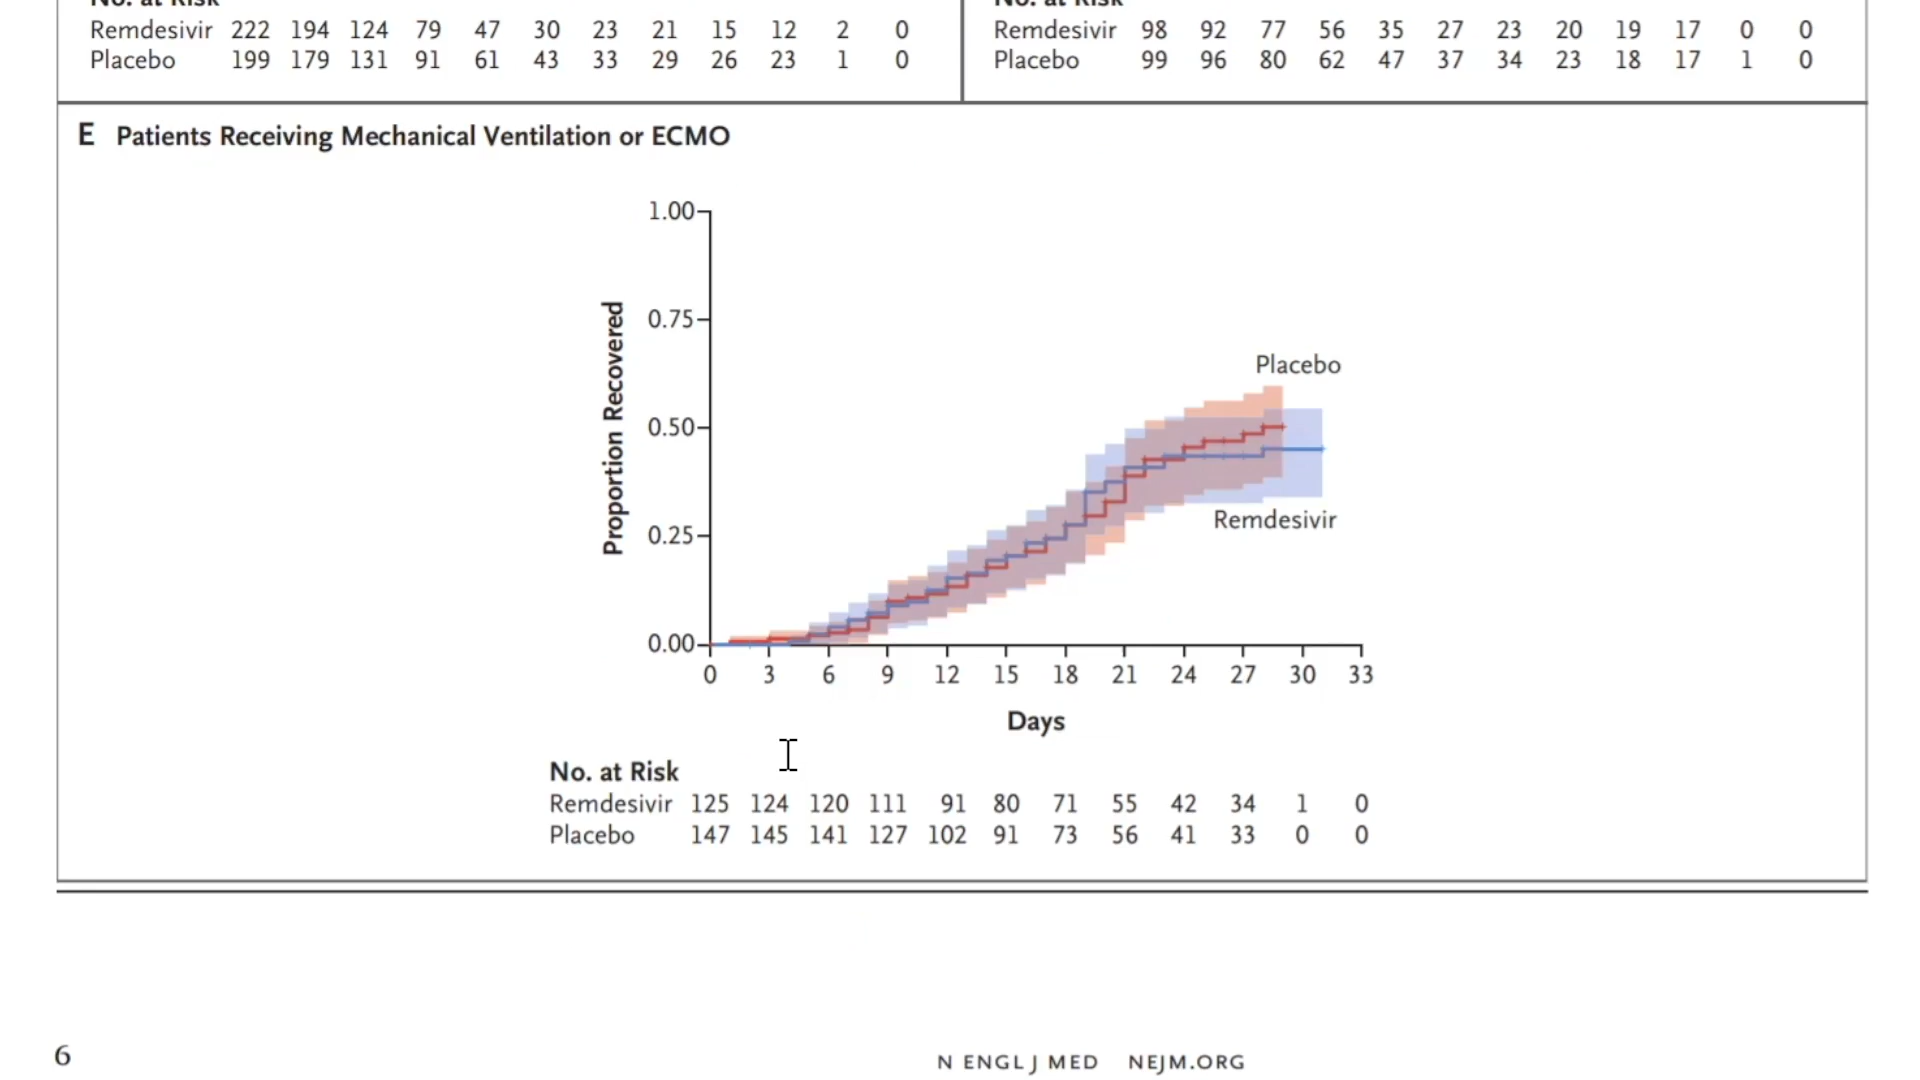 No. at Risk
Remdesivir 222 194 124 79 47 30 23 21 15 12 2 0
Placebo 199 179 131 91 61 43 33 29 26 23 1 0
No. at Risk
Remdesivir 98 92 77 56 35 27 23 20 19 17 0 0
Placebo 99 96 80 62 47 37 34 23 18 17 1 0
E Patients Receiving Mechanical Ventilation or ECMO
Proportion Recovered
1.00
0.75
0.50
0.25
0.00
Placebo
Remdesivir
0 3 6 9 12 15 18 21 24 27 30 33
Days
No. at Risk
Remdesivir 125 124 120 111 91 80 71 55 42 34 1 0
Placebo 147 145 141 127 102 91 73 56 41 33 0 0
6
N ENGL J MED NEJM.ORG